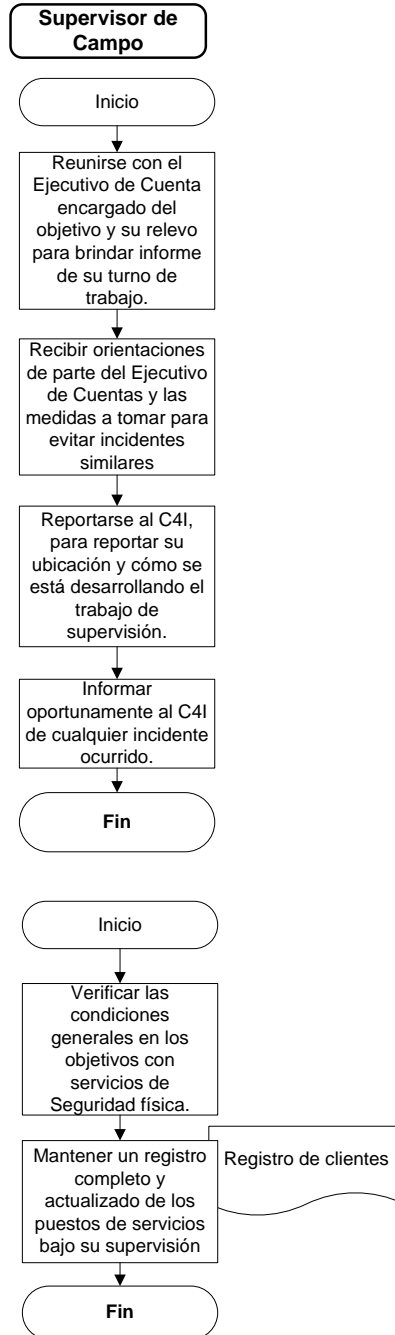 Supervisor de
Campo
Inicio
Reunirse con el
Ejecutivo de Cuenta
encargado del
objetivo y su relevo
para brindar informe
de su turno de
trabajo.
Recibir orientaciones
de parte del Ejecutivo
de Cuentas y las
medidas a tomar para
evitar incidentes
similares
Reportarse al C4I,
para reportar su
ubicación y cómo se
está desarrollando el
trabajo de
supervisión.
Informar
oportunamente al C4I
de cualquier incidente
ocurrido.
Fin
Inicio
Verificar las
condiciones
generales en los
objetivos con
servicios de
Seguridad física.
Mantener un registro
completo y
actualizado de los
puestos de servicios
bajo su supervisión
Registro de clientes
Fin